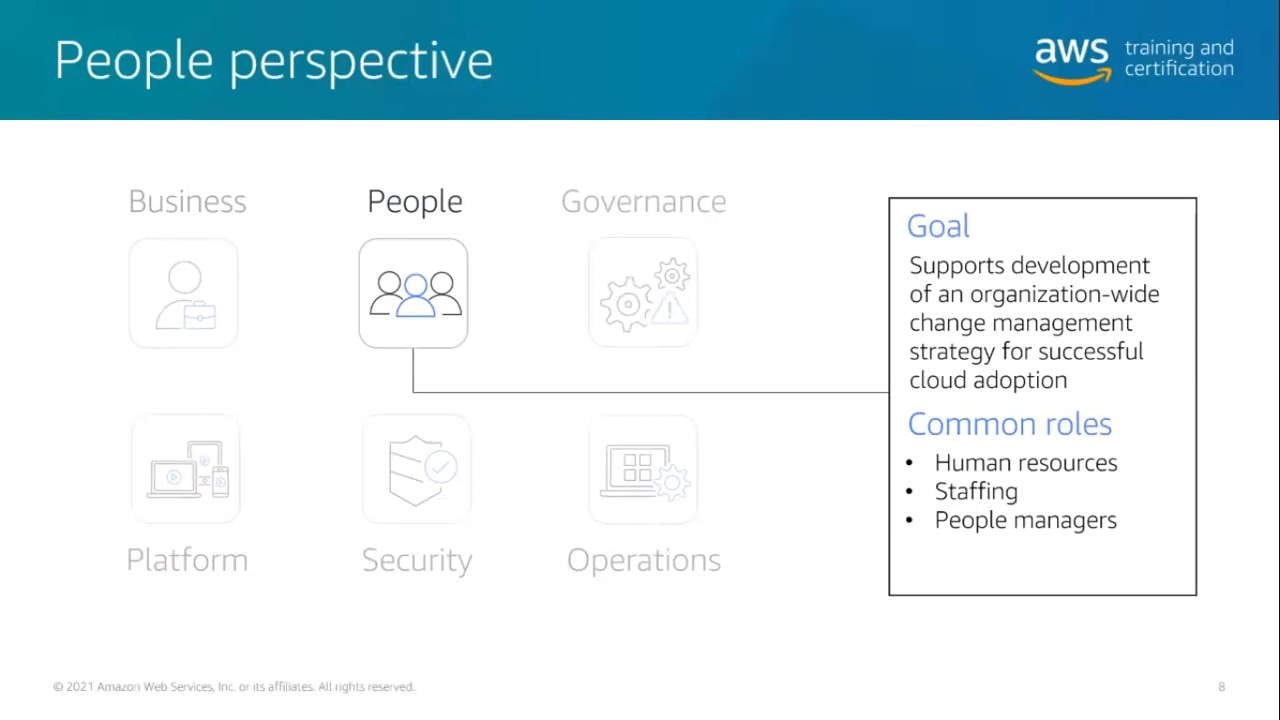 People perspective
aws training and
certification
Business
People
Governance
Goal
Supports development
of an organization-wide
change management
strategy for successful
cloud adoption
Common roles
• Human resources
• Staffing
• People managers
Platform
Security
Operations
© 2021 Amazon Web Services, Inc. or its affiliates. All rights reserved.
8